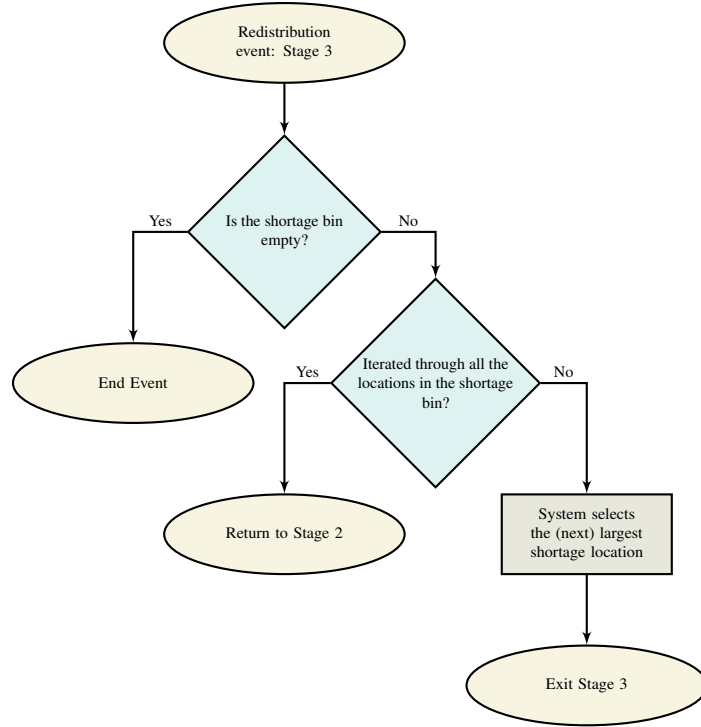 Redistribution
event: Stage 3
Is the shortage bin
empty?
Yes
No
End Event
Iterated through all the
locations in the shortage
bin?
Yes
No
Return to Stage 2
System selects
the (next) largest
shortage location
Exit Stage 3